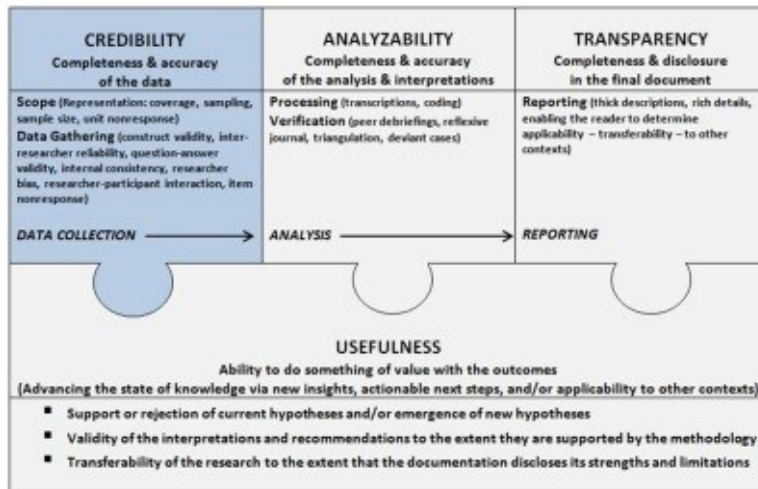 CREDIBILITY
Completeness & accuracy
of the data
Scope (Representation: coverage, sampling,
sample size, unit nonresponse)
Data Gathering (construct validity, inter-
researcher reliability, question-answer
validity, internal consistency, researcher
bias, researcher-participant interaction, item
nonresponse)
DATA COLLECTION
ANALYZABILITY
Completeness & accuracy
of the analysis & interpretations
Processing (transcriptions, coding)
Verification (peer debriefings, reflexive
journal, triangulation, deviant cases)
ANALYSIS
TRANSPARENCY
Completeness & disclosure
in the final document
Reporting (thick descriptions, rich details,
enabling the reader to determine
applicability – transferability – to other
contexts)
REPORTING
USEFULNESS
Ability to do something of value with the outcomes
(Advancing the state of knowledge via new insights, actionable next steps, and/or applicability to other contexts)
▪ Support or rejection of current hypotheses and/or emergence of new hypotheses
▪ Validity of the interpretations and recommendations to the extent they are supported by the methodology
▪ Transferability of the research to the extent that the documentation discloses its strengths and limitations